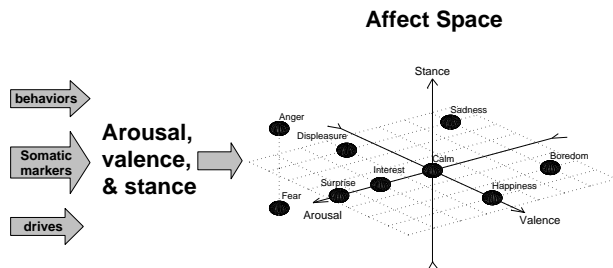 Affect Space
behaviors
Somatic
markers
drives
Arousal,
valence,
& stance
Stance
Anger
Sadness
Displeasure
Calm
Boredom
Interest
Surprise
Fear
Happiness
Arousal
Valence